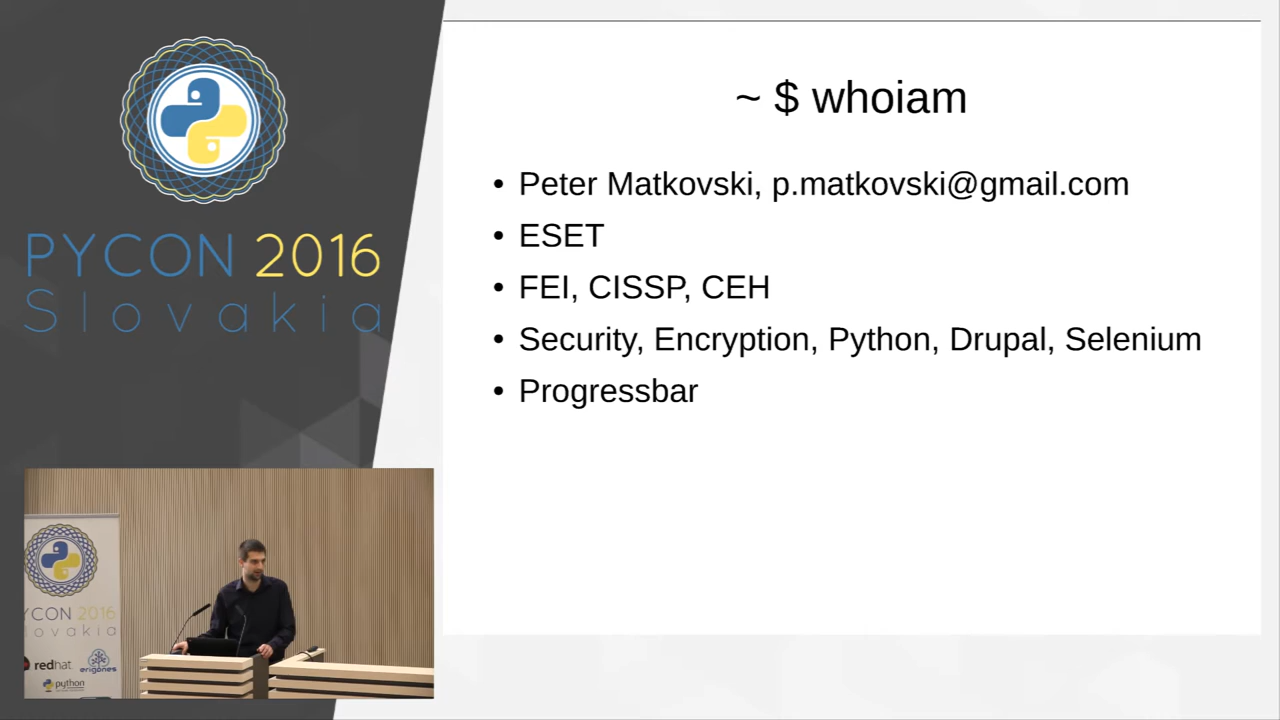 PYCON 2016
Slovakia
~ $ whoiam
• Peter Matkovski, p.matkovski@gmail.com
• ESET
• FEI, CISSP, CEH
• Security, Encryption, Python, Drupal, Selenium
• Progressbar
YCON 2016
lovakia
redhat
erigones
python